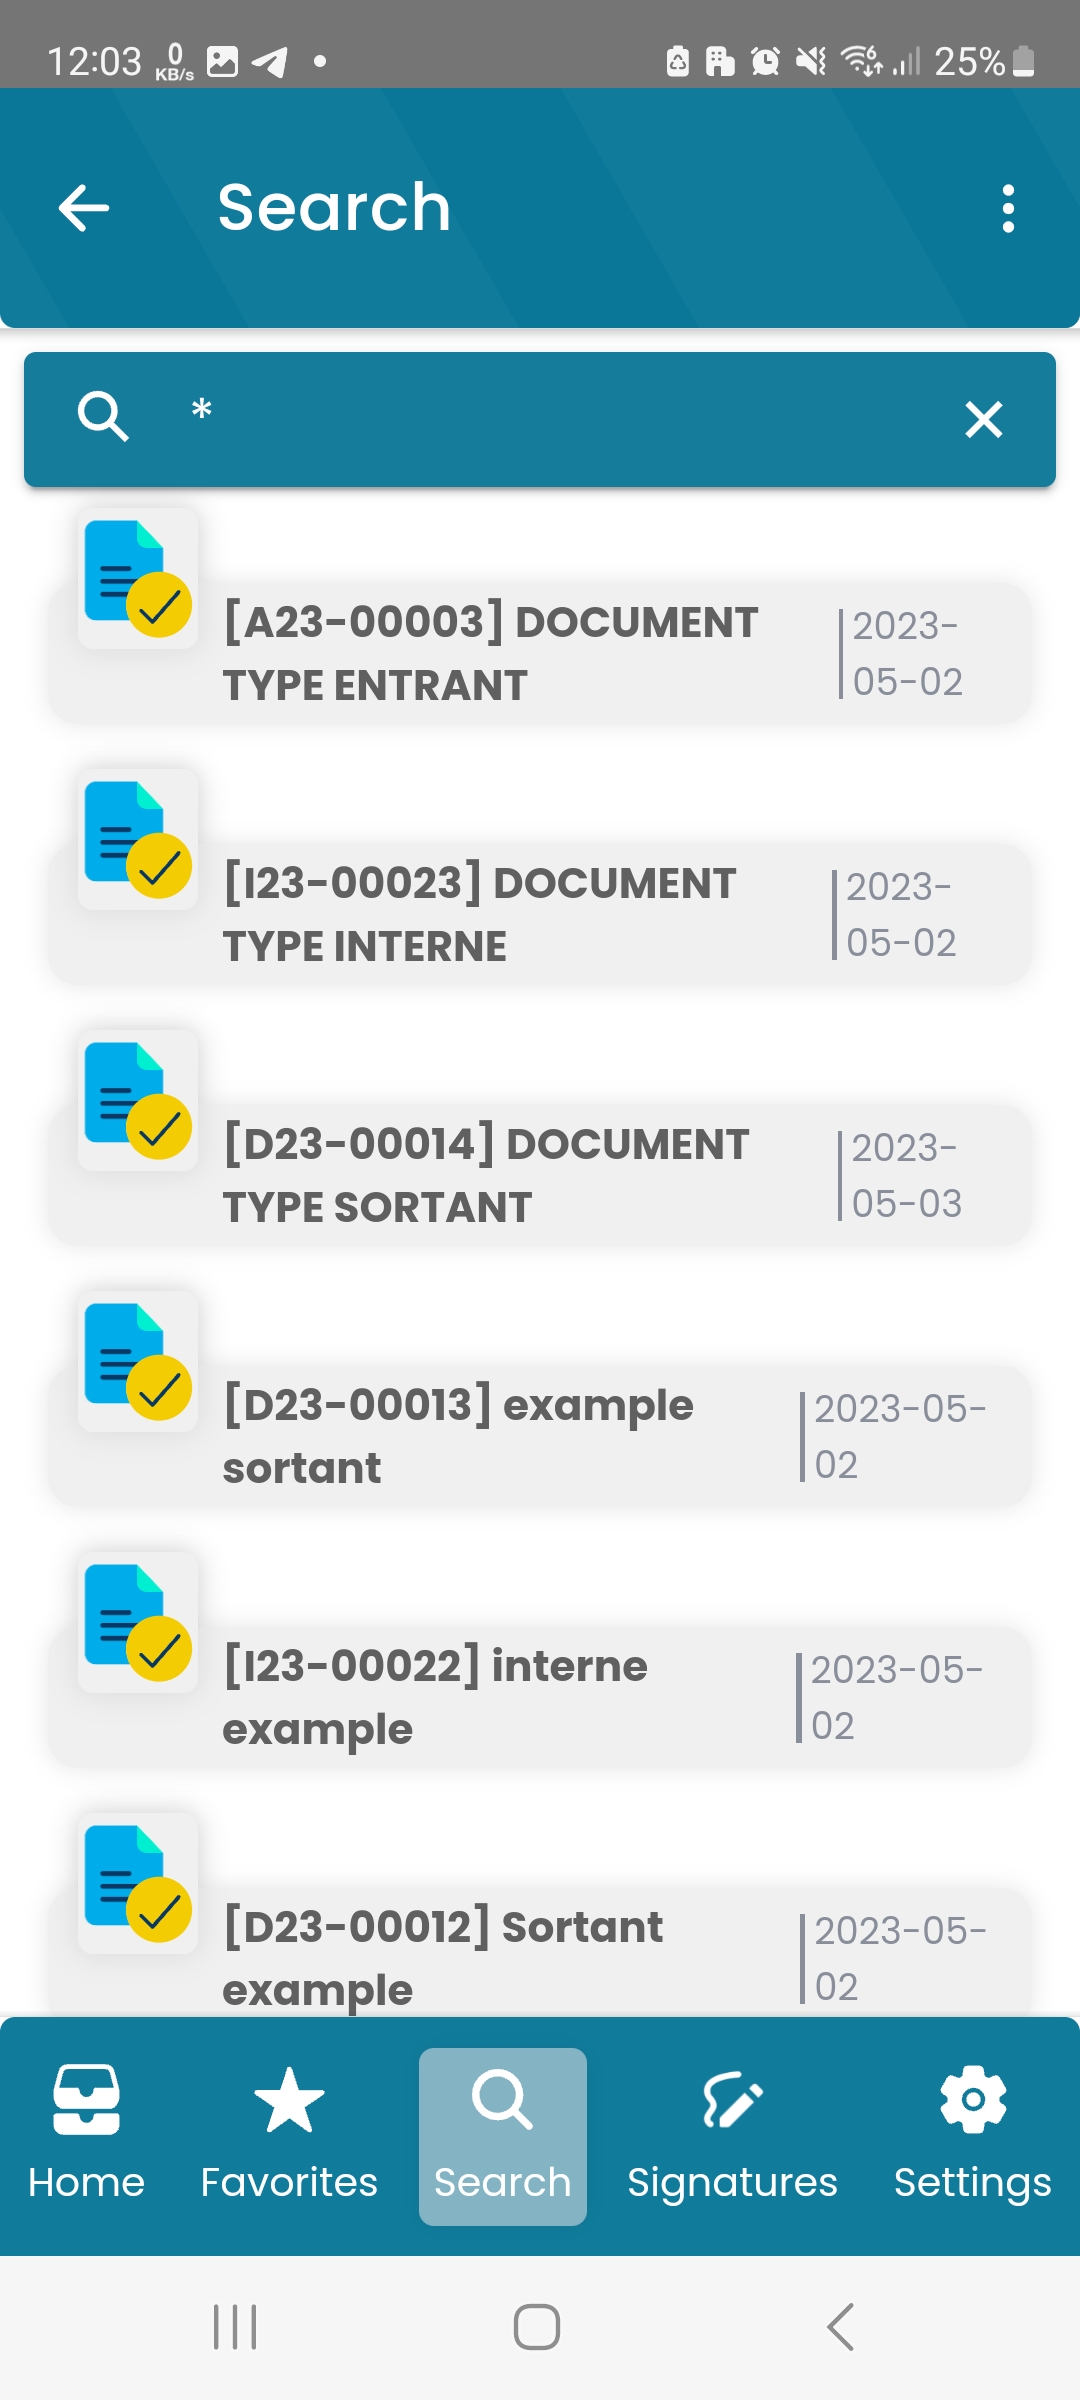 12:03 0 KB/s 25%
Search
*
[A23-00003] DOCUMENT
TYPE ENTRANT
2023-
05-02
[I23-00023] DOCUMENT
TYPE INTERNE
2023-
05-02
[D23-00014] DOCUMENT
TYPE SORTANT
2023-
05-03
[D23-00013] example
sortant
2023-05-
02
[I23-00022] interne
example
2023-05-
02
[D23-00012] Sortant
example
2023-05-
02
Home Favorites Search Signatures Settings